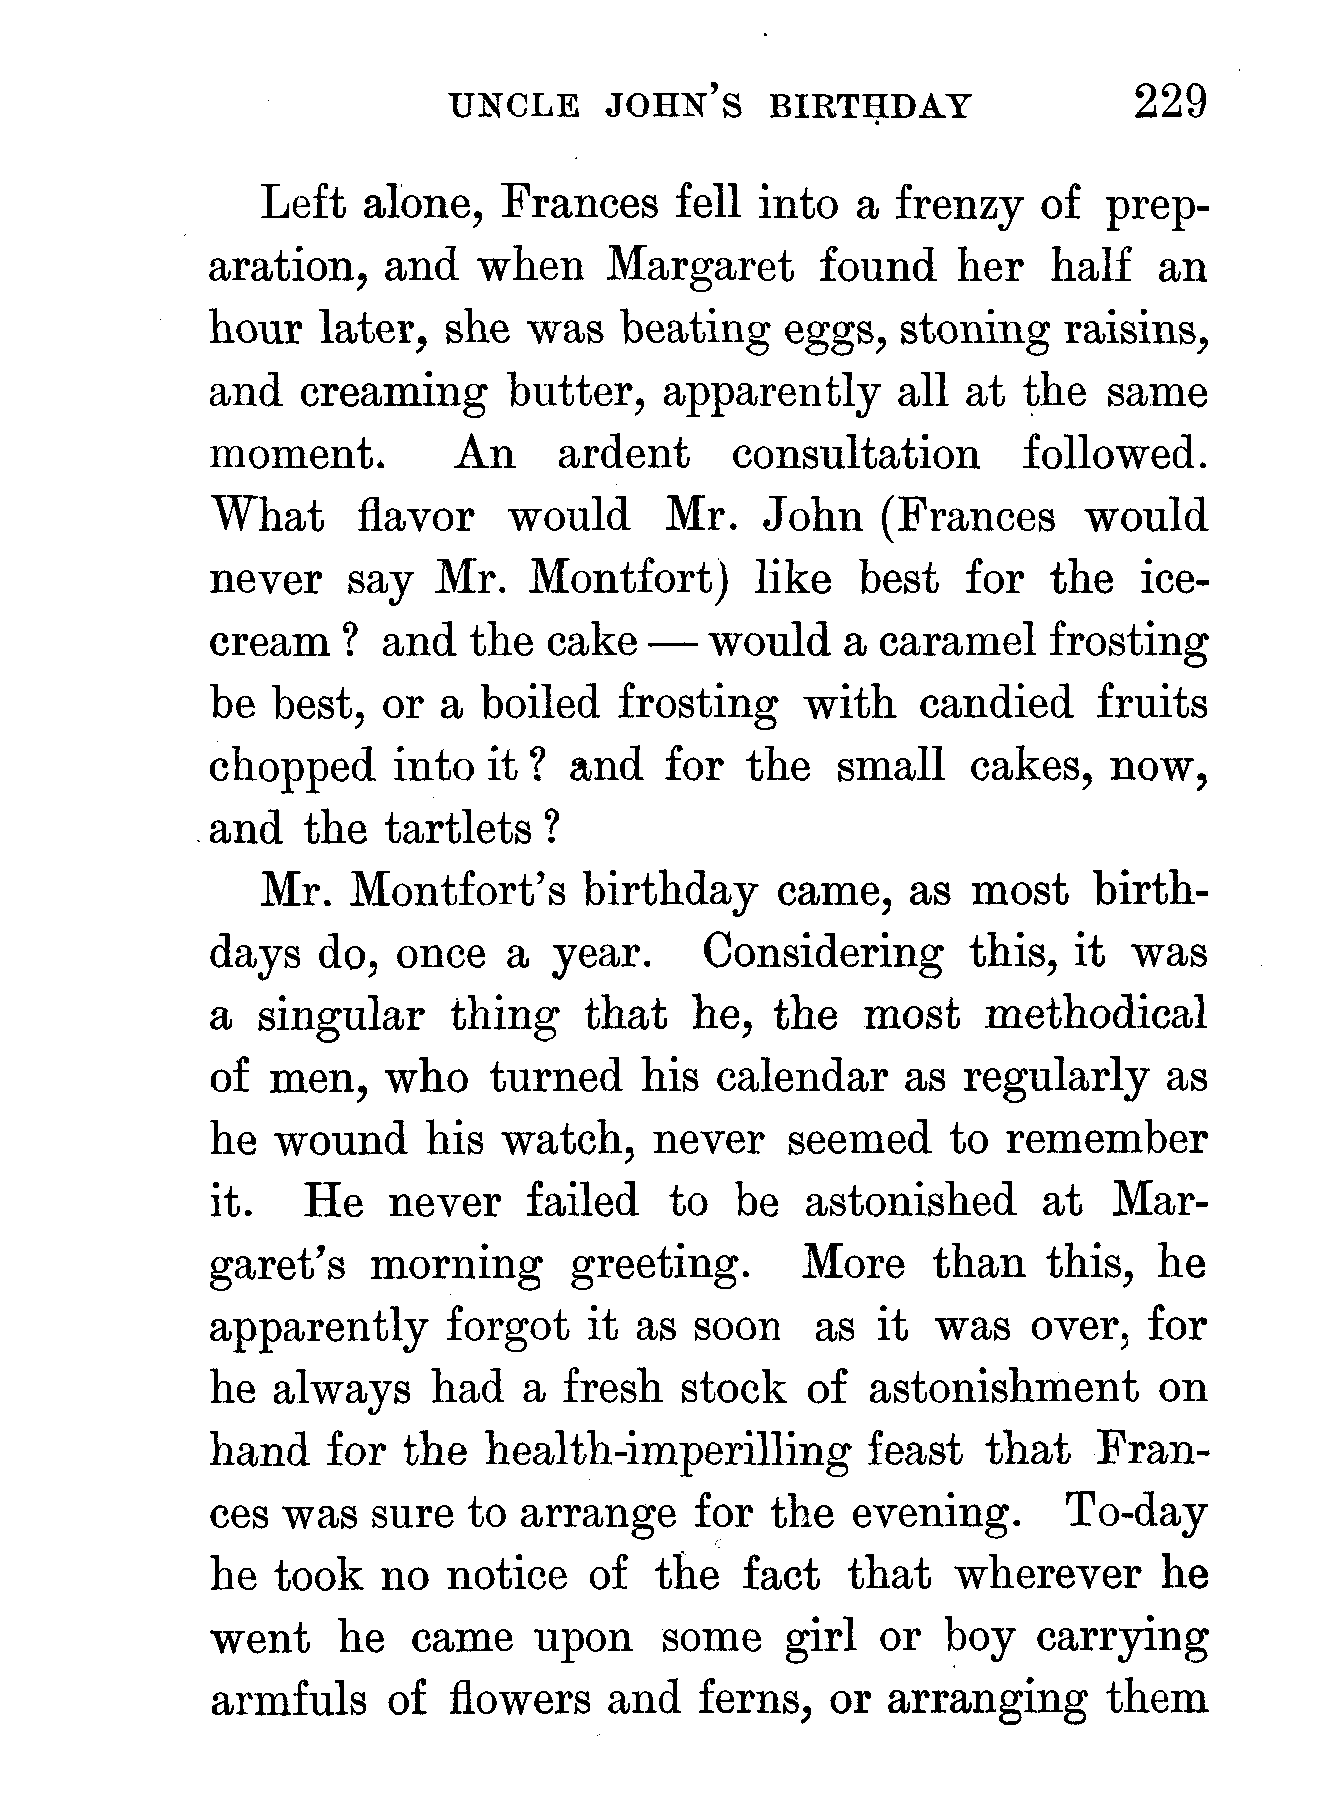 UNCLE JOHN'S BIRTHDAY 229
Left alone, Frances fell into a frenzy of prep-
aration, and when Margaret found her half an
hour later, she was beating eggs, stoning raisins,
and creaming butter, apparently all at the same
moment. An ardent consultation followed.
What flavor would Mr. John (Frances would
never say Mr. Montfort) like best for the ice-
cream ? and the cake — would a caramel frosting
be best, or a boiled frosting with candied fruits
chopped into it ? and for the small cakes, now,
and the tartlets ?
Mr. Montfort's birthday came, as most birth-
days do, once a year. Considering this, it was
a singular thing that he, the most methodical
of men, who turned his calendar as regularly as
he wound his watch, never seemed to remember
it. He never failed to be astonished at Mar-
garet's morning greeting. More than this, he
apparently forgot it as soon as it was over, for
he always had a fresh stock of astonishment on
hand for the health-imperilling feast that Fran-
ces was sure to arrange for the evening. To-day
he took no notice of the fact that wherever he
went he came upon some girl or boy carrying
armfuls of flowers and ferns, or arranging them